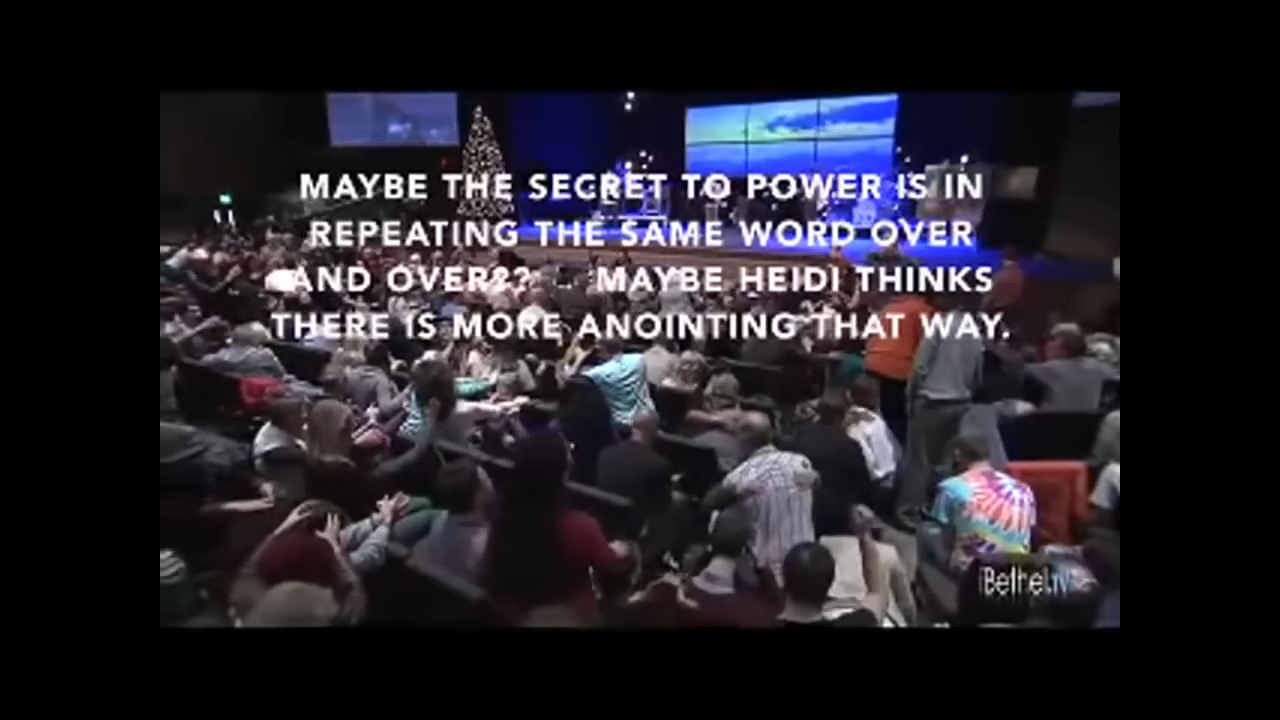 MAYBE THE SECRET TO POWER IS IN
REPEATING THE SAME WORD OVER
AND OVER?? .. MAYBE HEIDI THINKS
THERE IS MORE ANOINTING THAT WAY.
iBethel.tv